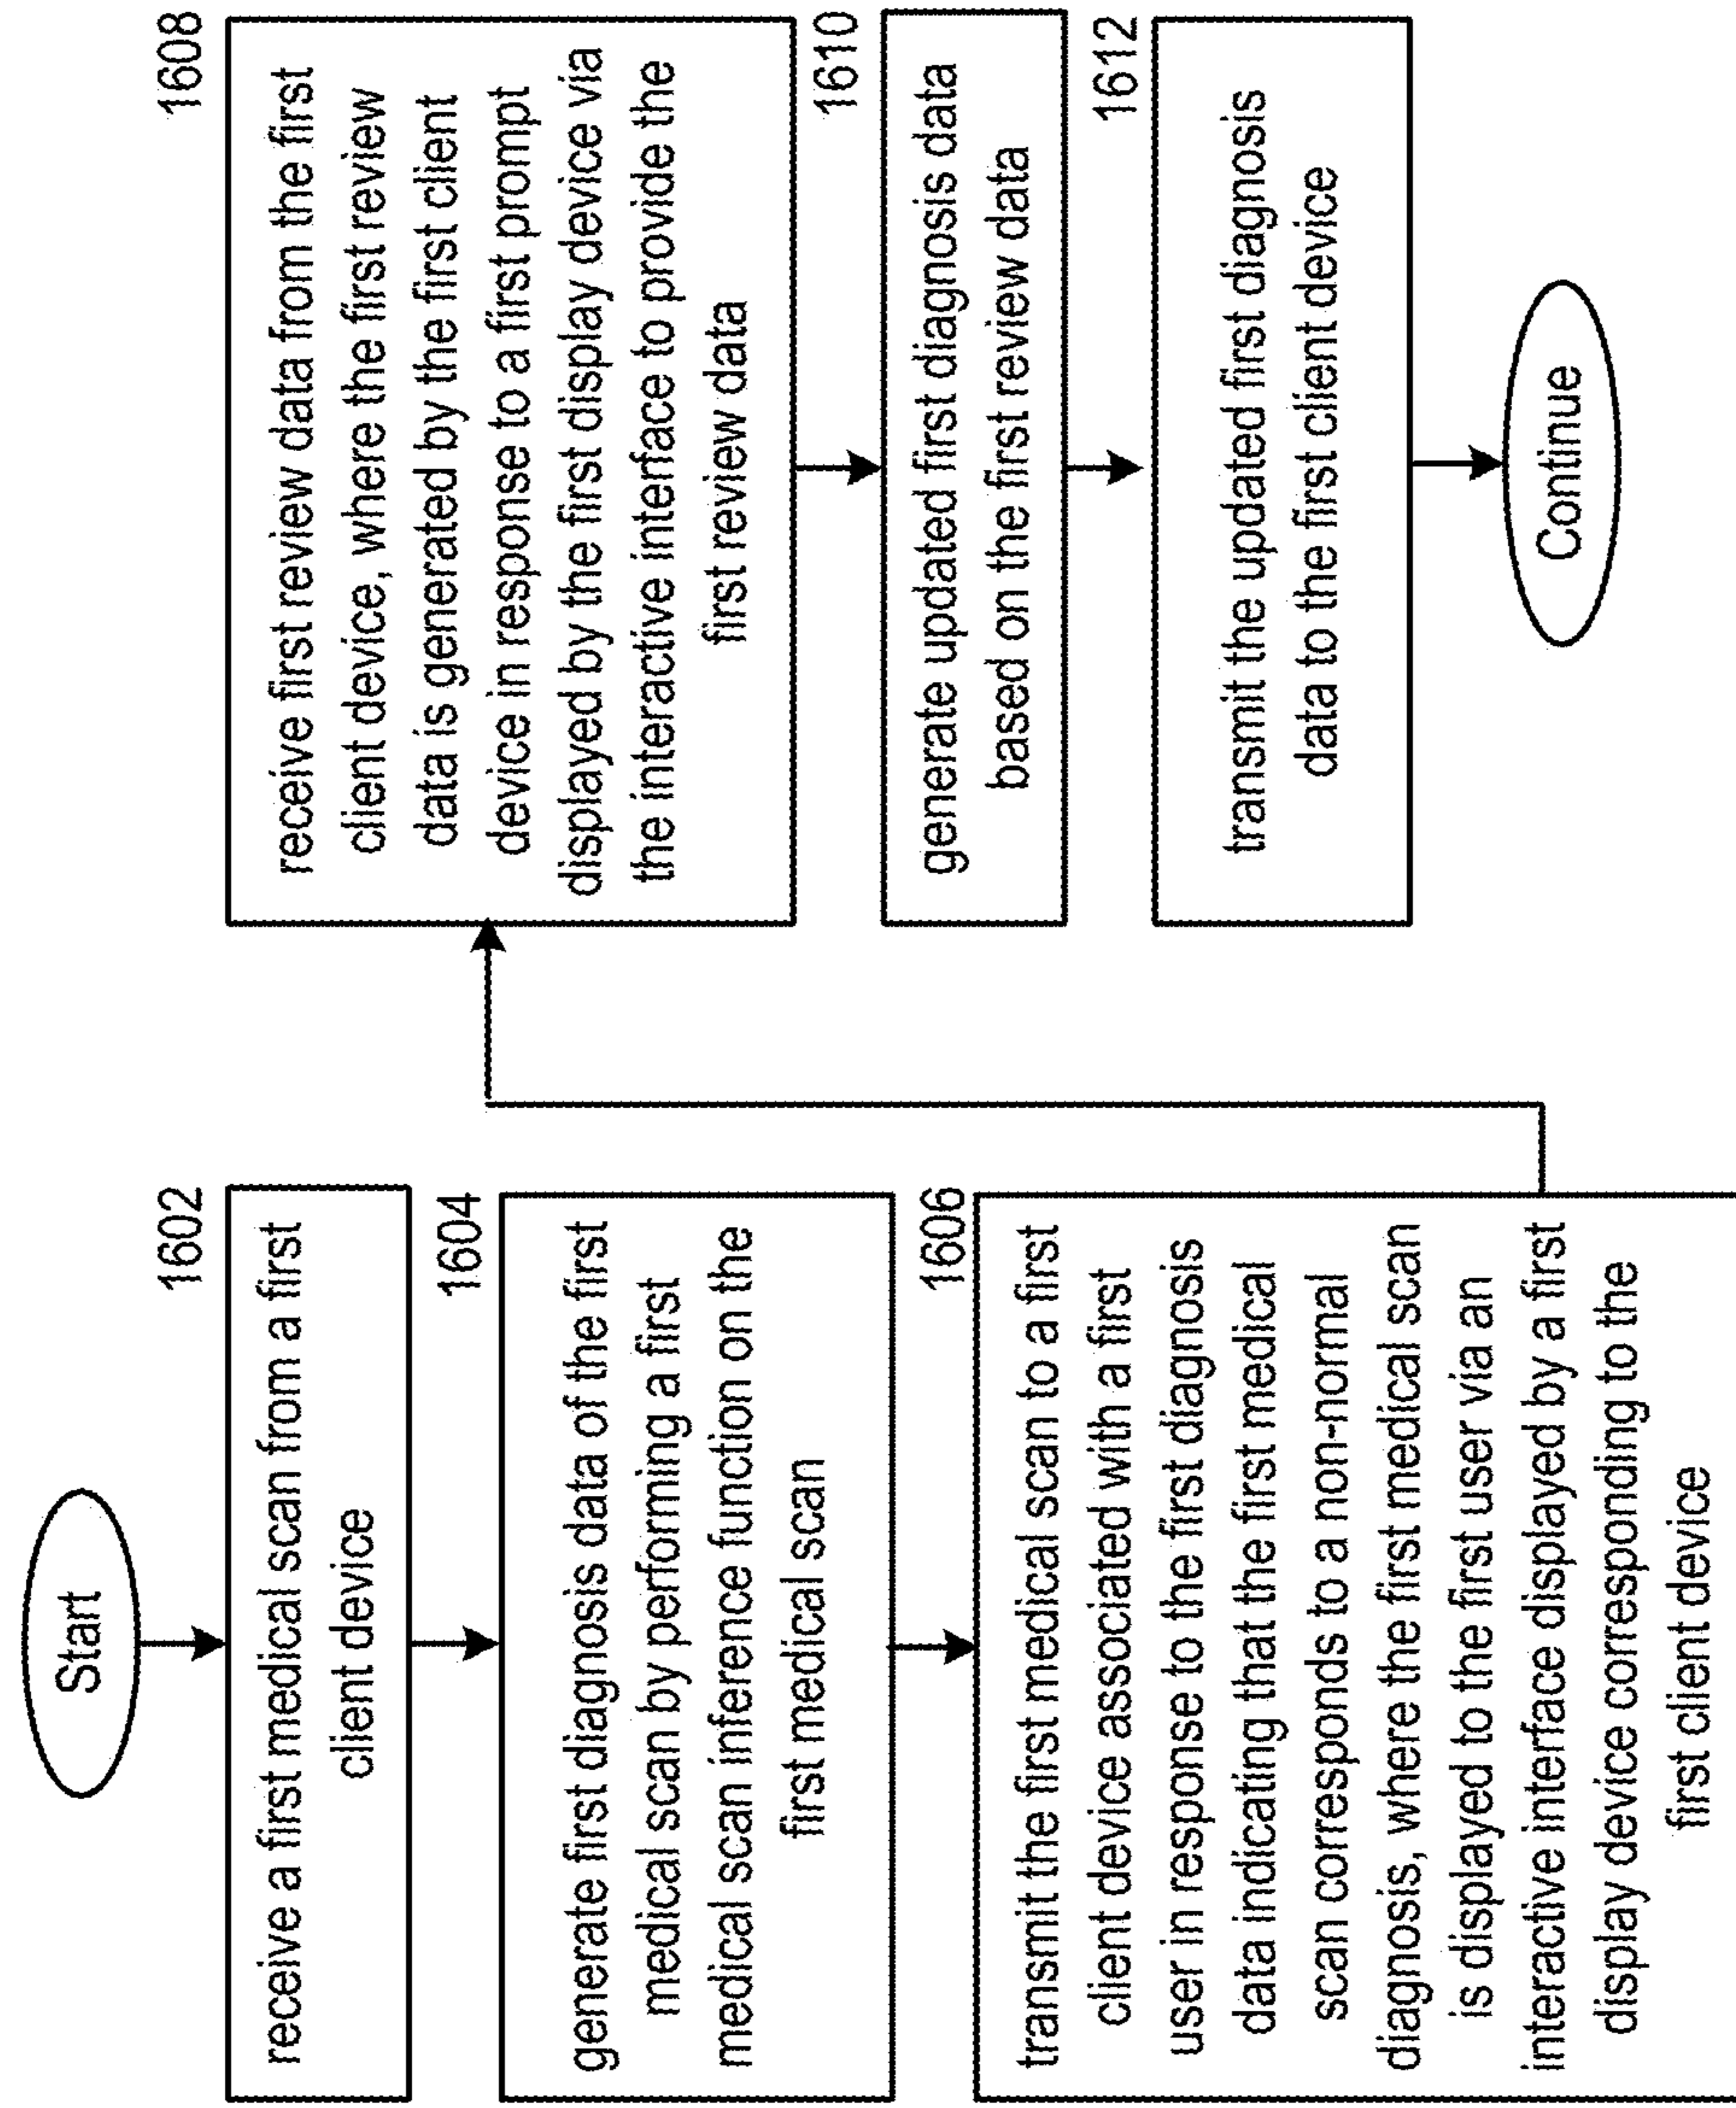 Start
1602
receive a first medical scan from a first
client device
1604
generate first diagnosis data of the first
medical scan by performing a first
medical scan inference function on the
first medical scan
1606
transmit the first medical scan to a first
client device associated with a first
user in response to the first diagnosis
data indicating that the first medical
scan corresponds to a non-normal
diagnosis, where the first medical scan
is displayed to the first user via an
interactive interface displayed by a first
display device corresponding to the
first client device
1608
receive first review data from the first
client device, where the first review
data is generated by the first client
device in response to a first prompt
displayed by the first display device via
the interactive interface to provide the
first review data
1610
generate updated first diagnosis data
based on the first review data
1612
transmit the updated first diagnosis
data to the first client device
Continue